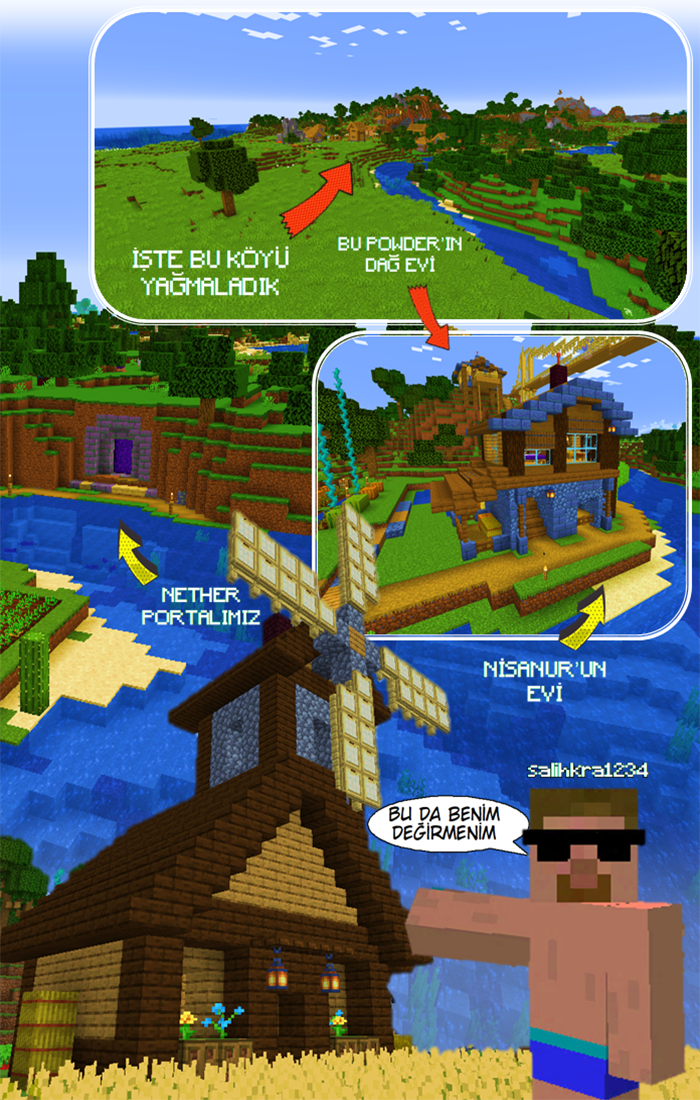 İŞTE BU KÖYÜ
YAĞMALADIK
BU POWDER'IN
DAĞ EVİ
NETHER
PORTALIMIZ
NİSANUR'UN
EVİ
salihkra1234
BU DA BENİM
DEĞİRMENİM